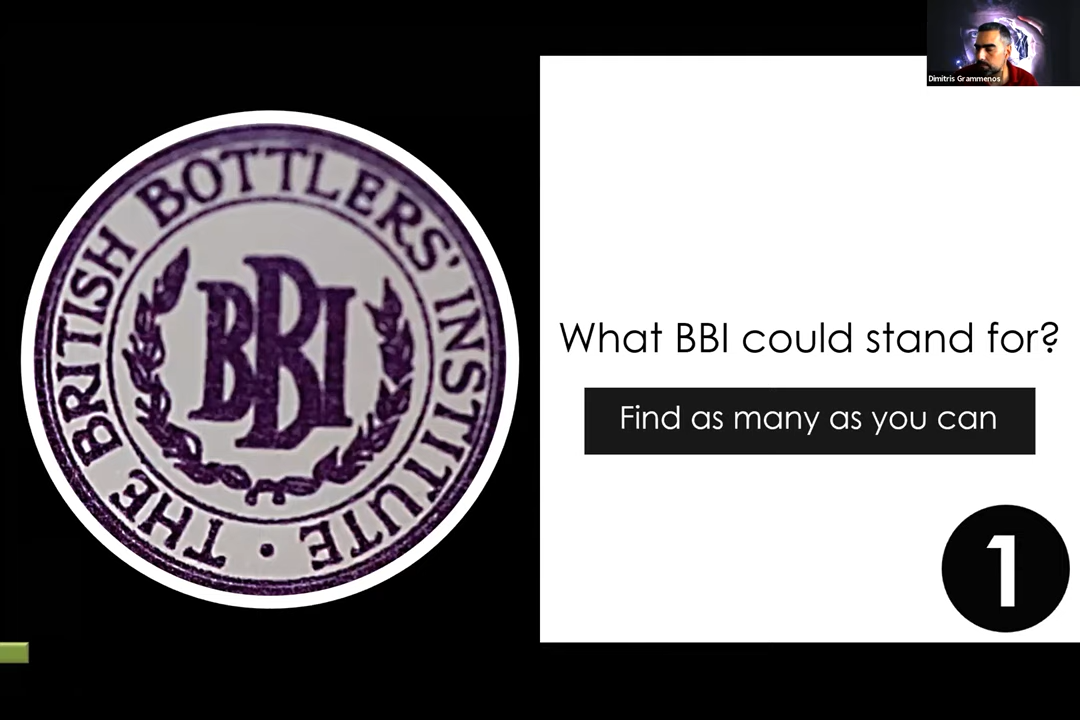 THE BRITISH BOTTLERS' INSTITUTE
BBI
Dimitris Grammenos
What BBI could stand for?
Find as many as you can
1